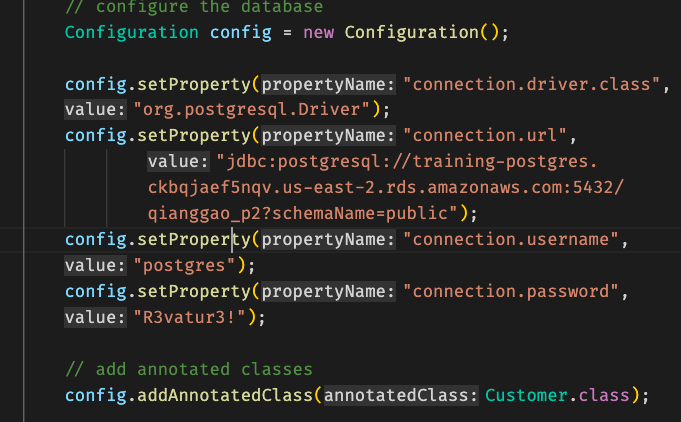 // configure the database
Configuration config = new Configuration();
config.setProperty(propertyName: "connection.driver.class",
value: "org.postgresql.Driver");
config.setProperty(propertyName: "connection.url",
value: "jdbc:postgresql://training-postgres.
ckbqjaef5nqv.us-east-2.rds.amazonaws.com:5432/
qianggao_p2?schemaName=public");
config.setProperty(propertyName: "connection.username",
value: "postgres");
config.setProperty(propertyName: "connection.password",
value: "R3vatur3!");
// add annotated classes
config.addAnnotatedClass(annotatedClass: Customer.class);